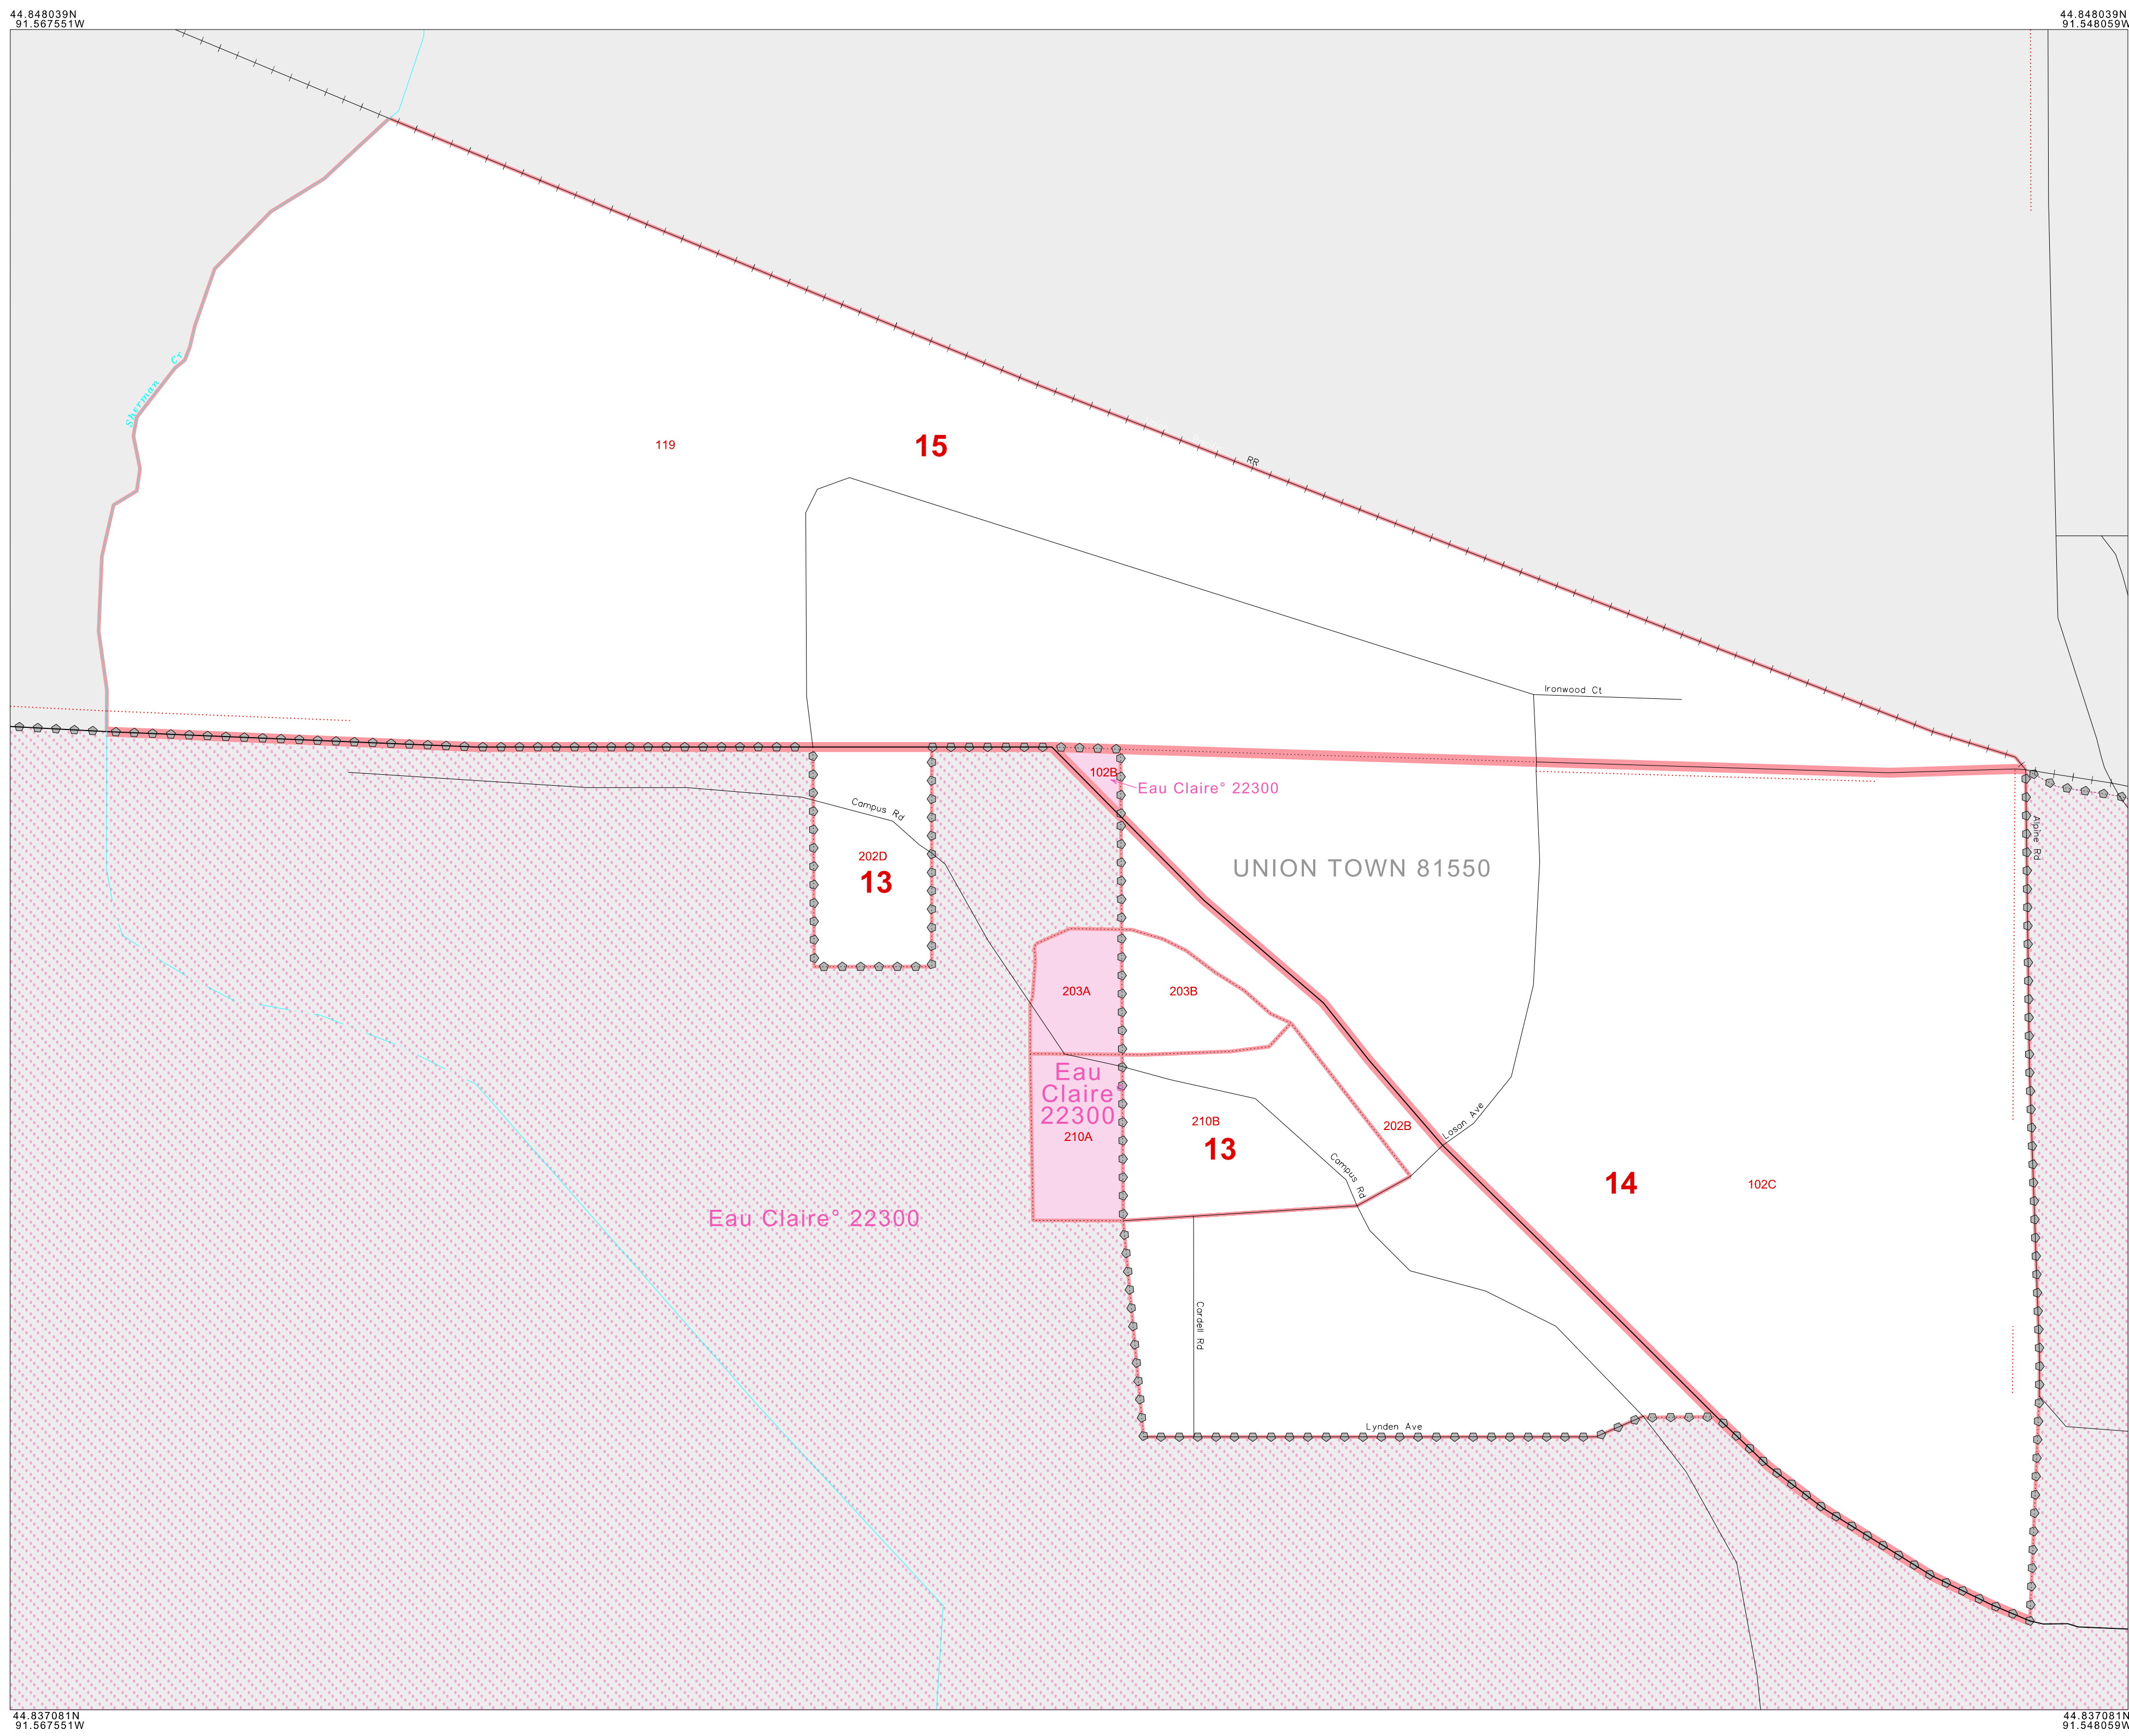 44.848039N
91.567551W
44.848039N
91.548059W
Sherman Cr
119
15
RR
Ironwood Ct
102B
Eau Claire° 22300
Campus Rd
Alpine Rd
202D
13
UNION TOWN 81550
203A
203B
Eau
Claire
22300
210A
210B
13
202B
Losan Ave
Campus Rd
14
102C
Eau Claire° 22300
Cardell Rd
Lynden Ave
44.837081N
91.567551W
44.837081N
91.548059W